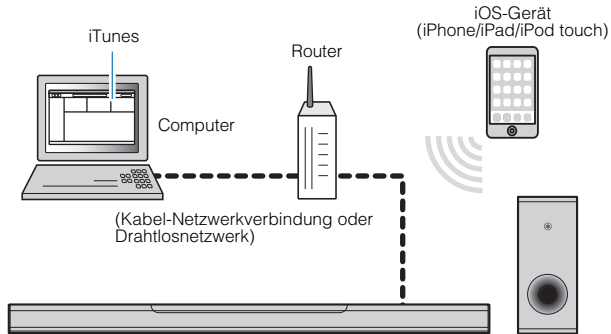 iOS-Gerät
(iPhone/iPad/iPod touch)
iTunes
Router
Computer
(Kabel-Netzwerkverbindung oder
Drahtlosnetzwerk)